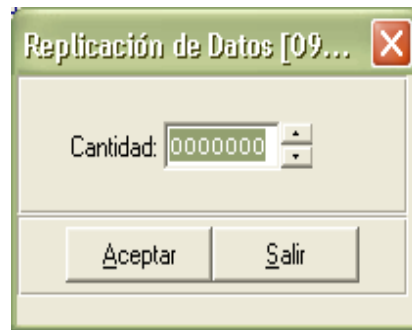 Replicación de Datos [09...
Cantidad: 0000000
Aceptar Salir